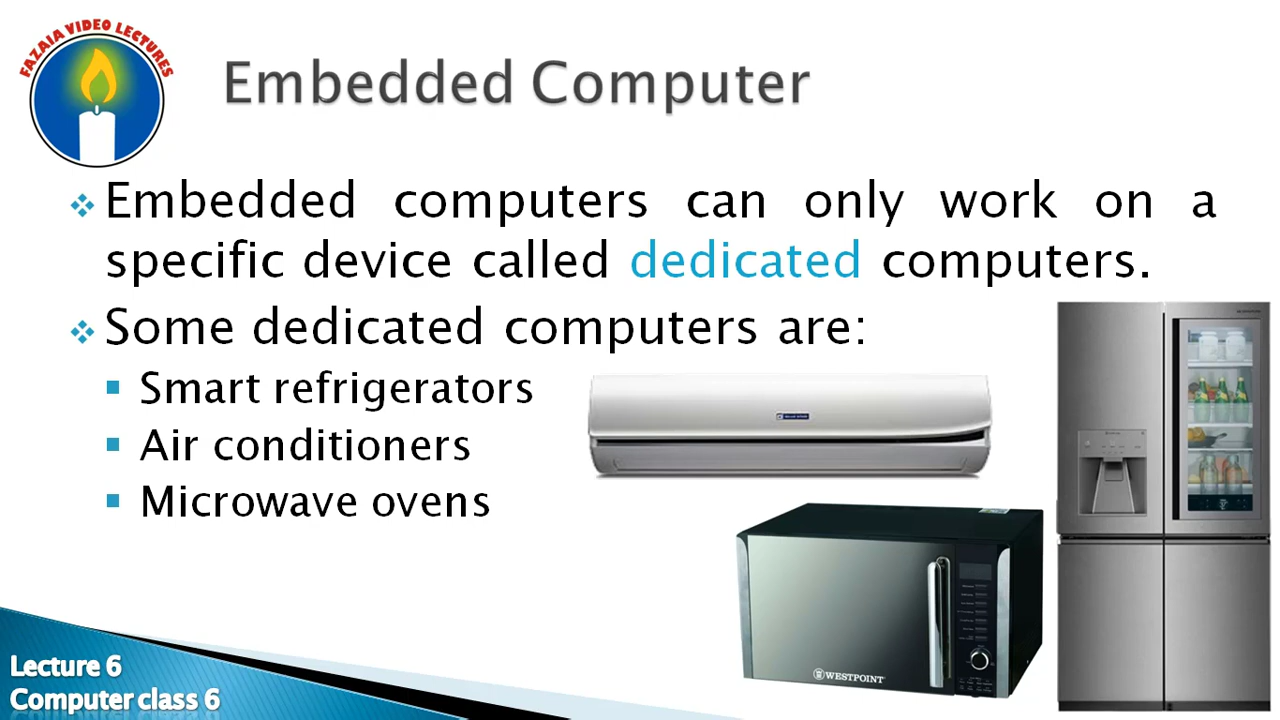 FAZAIA VIDEO LECTURES
Embedded Computer
Embedded computers can only work on a
specific device called dedicated computers.
Some dedicated computers are:
Smart refrigerators
Air conditioners
Microwave ovens
WESTPOINT
Lecture 6
Computer class 6